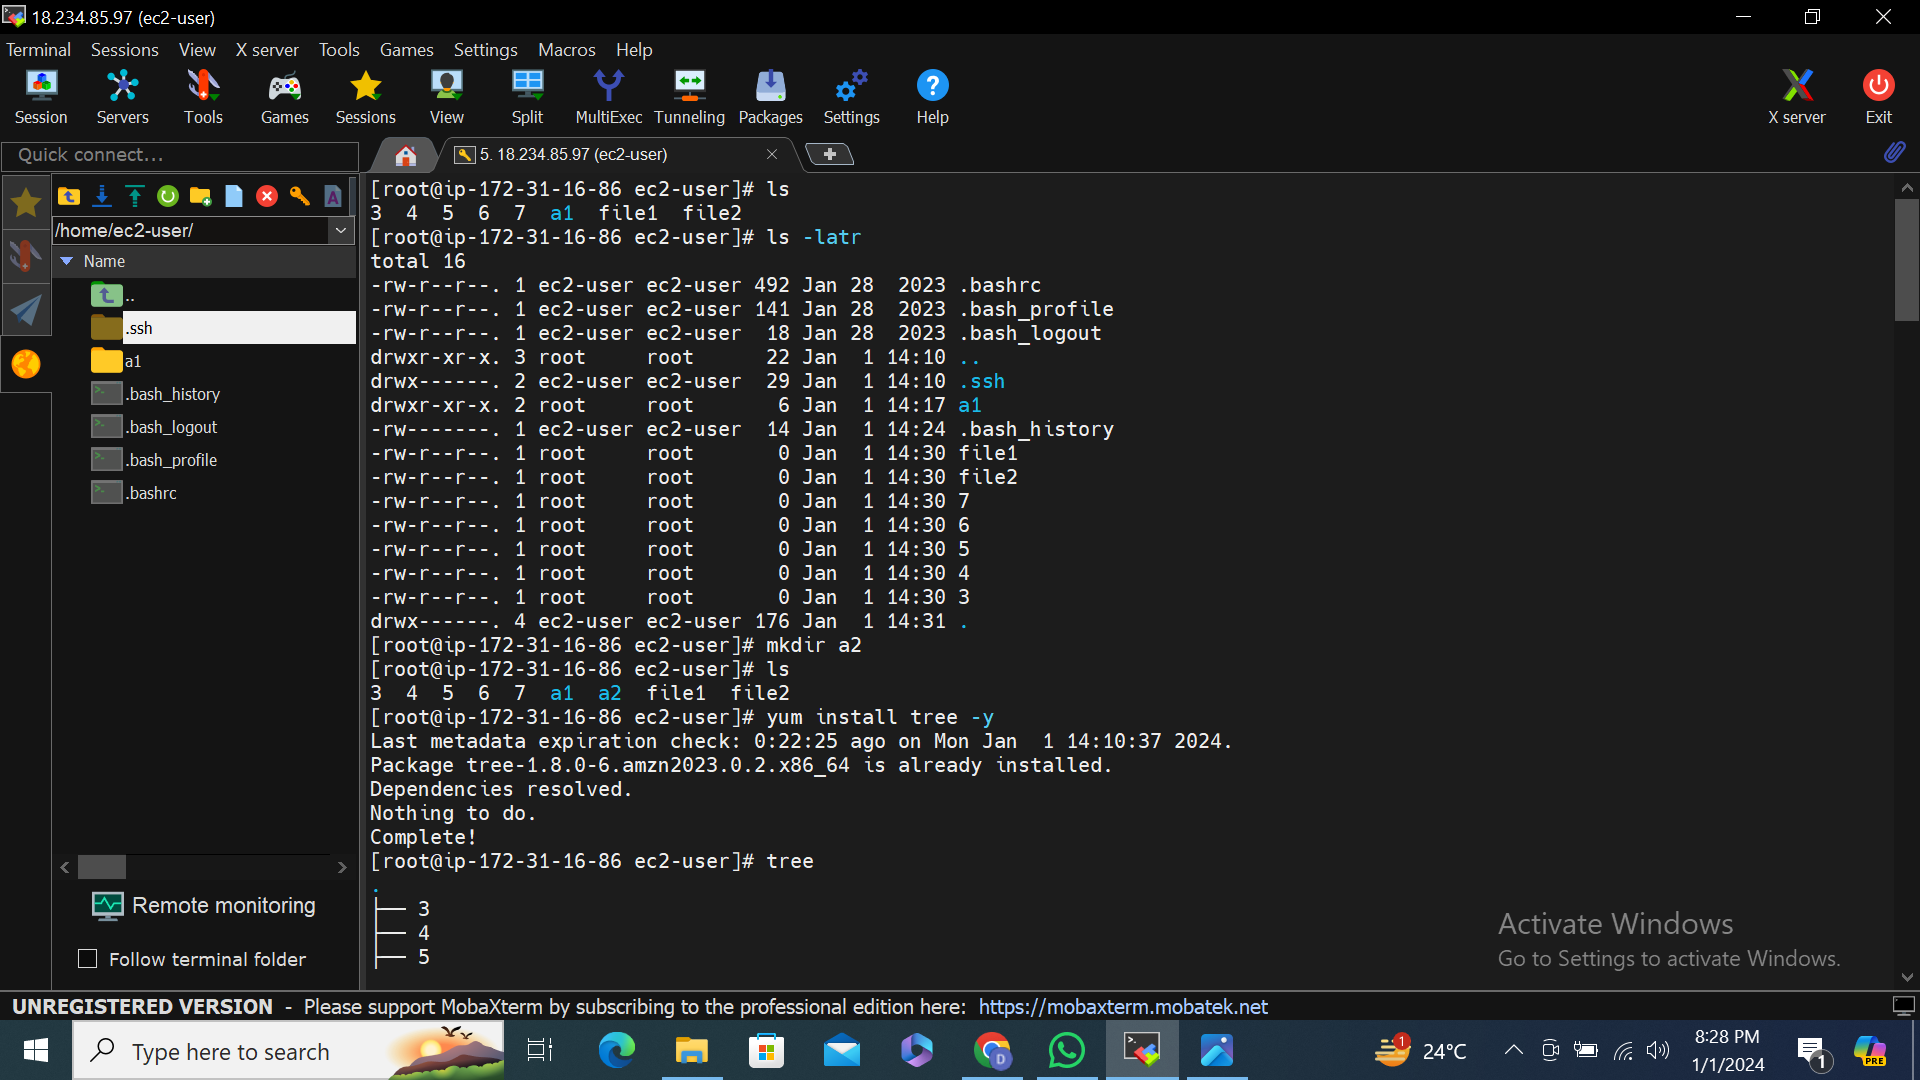 18.234.85.97 (ec2-user)
Terminal Sessions View X server Tools Games Settings Macros Help
Session Servers Tools Games Sessions View Split MultiExec Tunneling Packages Settings Help X server Exit
Quick connect...
5. 18.234.85.97 (ec2-user)
/home/ec2-user/
Name
..
.ssh
a1
.bash_history
.bash_logout
.bash_profile
.bashrc
Remote monitoring
Follow terminal folder
[root@ip-172-31-16-86 ec2-user]# ls
3  4  5  6  7  a1  file1  file2
[root@ip-172-31-16-86 ec2-user]# ls -latr
total 16
-rw-r--r--. 1 ec2-user ec2-user 492 Jan 28  2023 .bashrc
-rw-r--r--. 1 ec2-user ec2-user 141 Jan 28  2023 .bash_profile
-rw-r--r--. 1 ec2-user ec2-user  18 Jan 28  2023 .bash_logout
drwxr-xr-x. 3 root     root      22 Jan  1 14:10 ..
drwx------. 2 ec2-user ec2-user  29 Jan  1 14:10 .ssh
drwxr-xr-x. 2 root     root       6 Jan  1 14:17 a1
-rw-------. 1 ec2-user ec2-user  14 Jan  1 14:24 .bash_history
-rw-r--r--. 1 root     root       0 Jan  1 14:30 file1
-rw-r--r--. 1 root     root       0 Jan  1 14:30 file2
-rw-r--r--. 1 root     root       0 Jan  1 14:30 7
-rw-r--r--. 1 root     root       0 Jan  1 14:30 6
-rw-r--r--. 1 root     root       0 Jan  1 14:30 5
-rw-r--r--. 1 root     root       0 Jan  1 14:30 4
-rw-r--r--. 1 root     root       0 Jan  1 14:30 3
drwx------. 4 ec2-user ec2-user 176 Jan  1 14:31 .
[root@ip-172-31-16-86 ec2-user]# mkdir a2
[root@ip-172-31-16-86 ec2-user]# ls
3  4  5  6  7  a1  a2  file1  file2
[root@ip-172-31-16-86 ec2-user]# yum install tree -y
Last metadata expiration check: 0:22:25 ago on Mon Jan  1 14:10:37 2024.
Package tree-1.8.0-6.amzn2023.0.2.x86_64 is already installed.
Dependencies resolved.
Nothing to do.
Complete!
[root@ip-172-31-16-86 ec2-user]# tree
.
├── 3
├── 4
├── 5
Activate Windows
Go to Settings to activate Windows.
UNREGISTERED VERSION - Please support MobaXterm by subscribing to the professional edition here: https://mobaxterm.mobatek.net
Type here to search
D
1
24°C
8:28 PM
1/1/2024
1
PRE